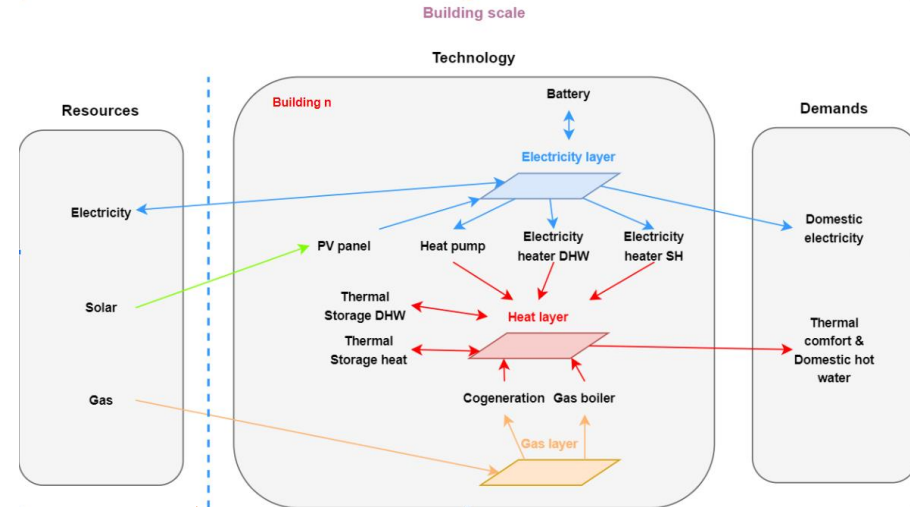 Building scale
Technology
Resources
Building n
Battery
Demands
Electricity layer
Electricity
PV panel
Heat pump
Electricity
heater DHW
Electricity
heater SH
Domestic
electricity
Solar
Thermal
Storage DHW
Heat layer
Thermal
Storage heat
Thermal
comfort &
Domestic hot
water
Gas
Cogeneration
Gas boiler
Gas layer